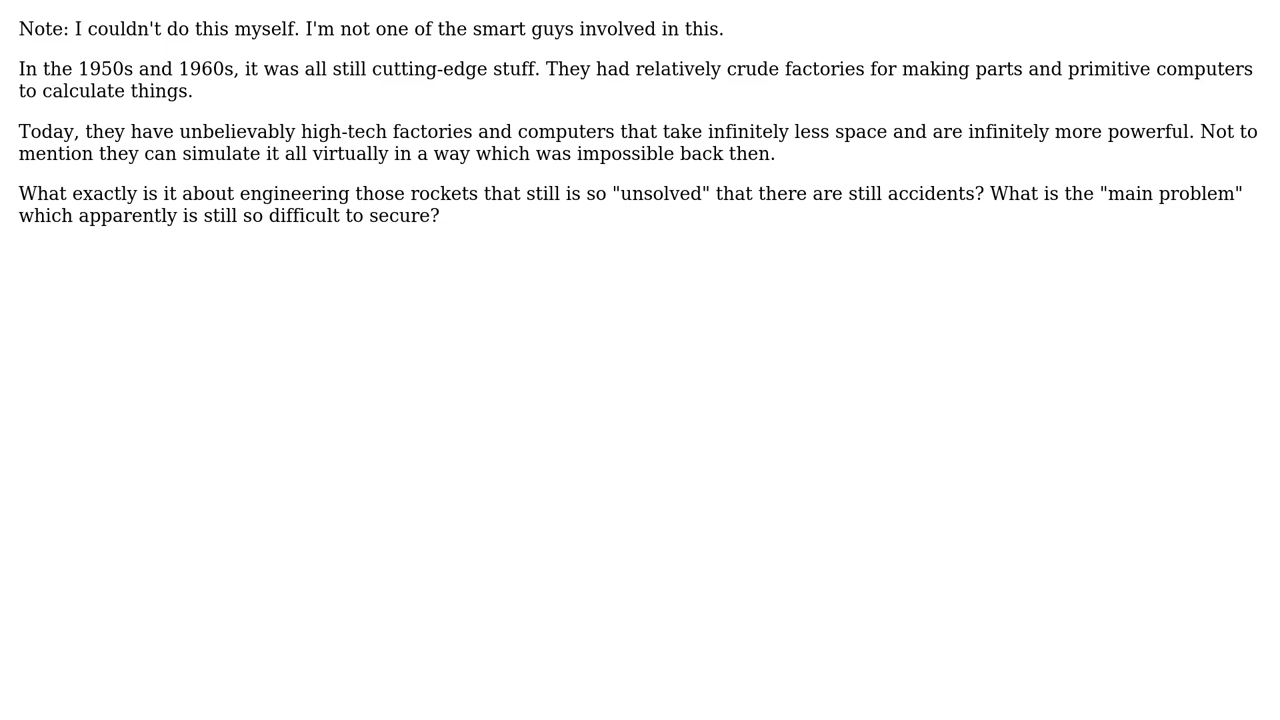 Note: I couldn't do this myself. I'm not one of the smart guys involved in this.
In the 1950s and 1960s, it was all still cutting-edge stuff. They had relatively crude factories for making parts and primitive computers
to calculate things.
Today, they have unbelievably high-tech factories and computers that take infinitely less space and are infinitely more powerful. Not to
mention they can simulate it all virtually in a way which was impossible back then.
What exactly is it about engineering those rockets that still is so "unsolved" that there are still accidents? What is the "main problem"
which apparently is still so difficult to secure?